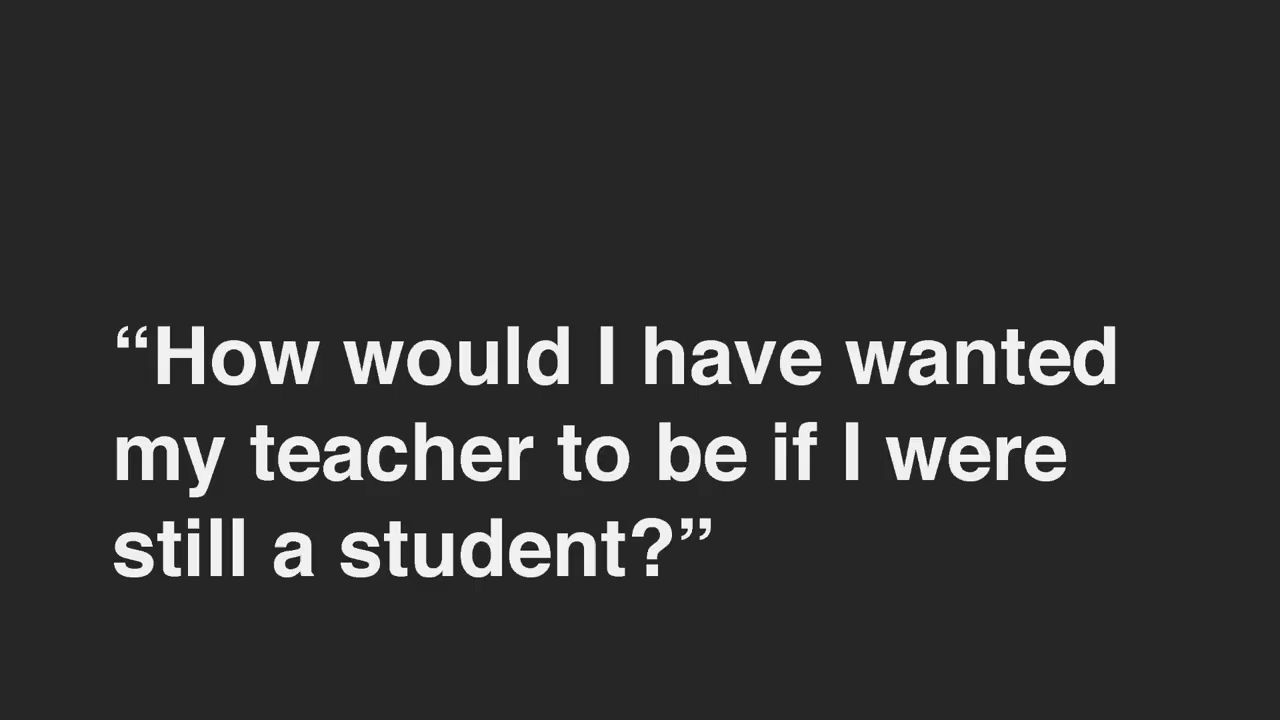 “How would I have wanted
my teacher to be if I were
still a student?”